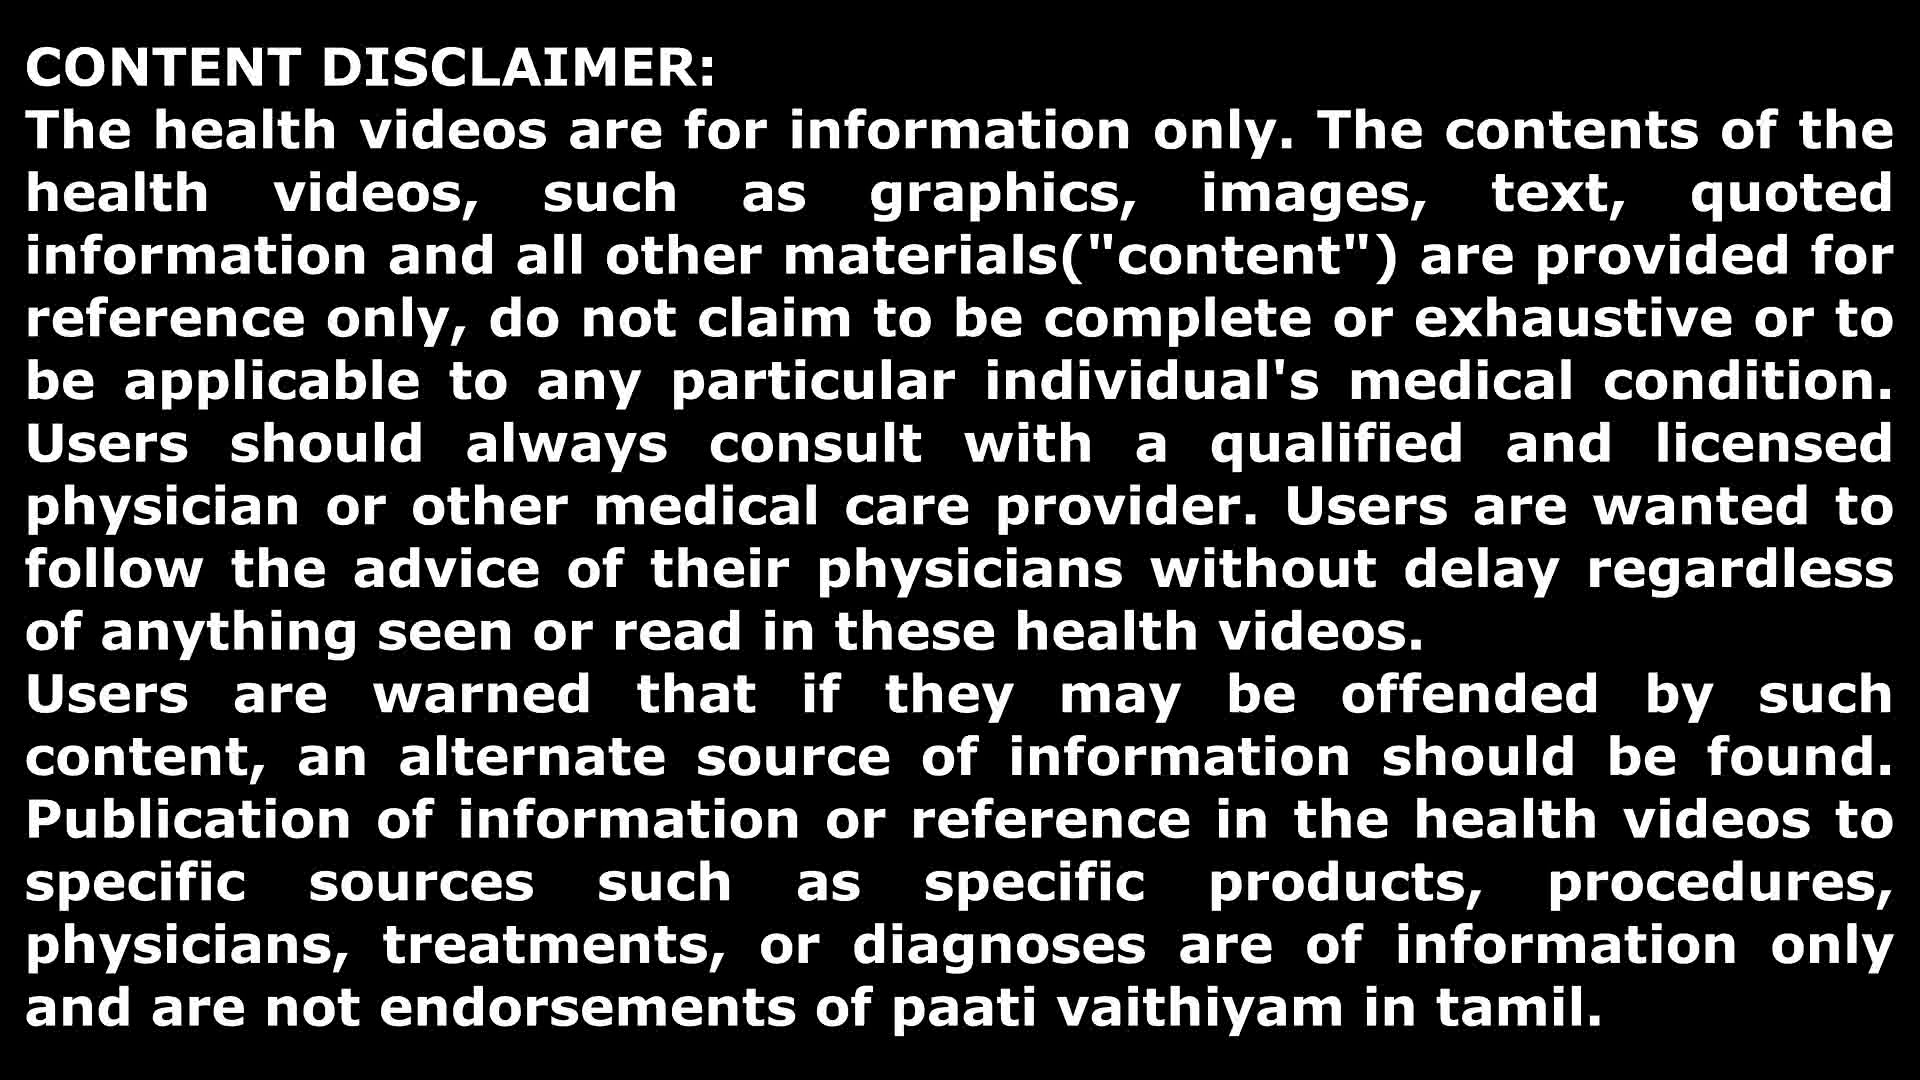 CONTENT DISCLAIMER:
The health videos are for information only. The contents of the
health videos, such as graphics, images, text, quoted
information and all other materials("content") are provided for
reference only, do not claim to be complete or exhaustive or to
be applicable to any particular individual's medical condition.
Users should always consult with a qualified and licensed
physician or other medical care provider. Users are wanted to
follow the advice of their physicians without delay regardless
of anything seen or read in these health videos.
Users are warned that if they may be offended by such
content, an alternate source of information should be found.
Publication of information or reference in the health videos to
specific sources such as specific products, procedures,
physicians, treatments, or diagnoses are of information only
and are not endorsements of paati vaithiyam in tamil.